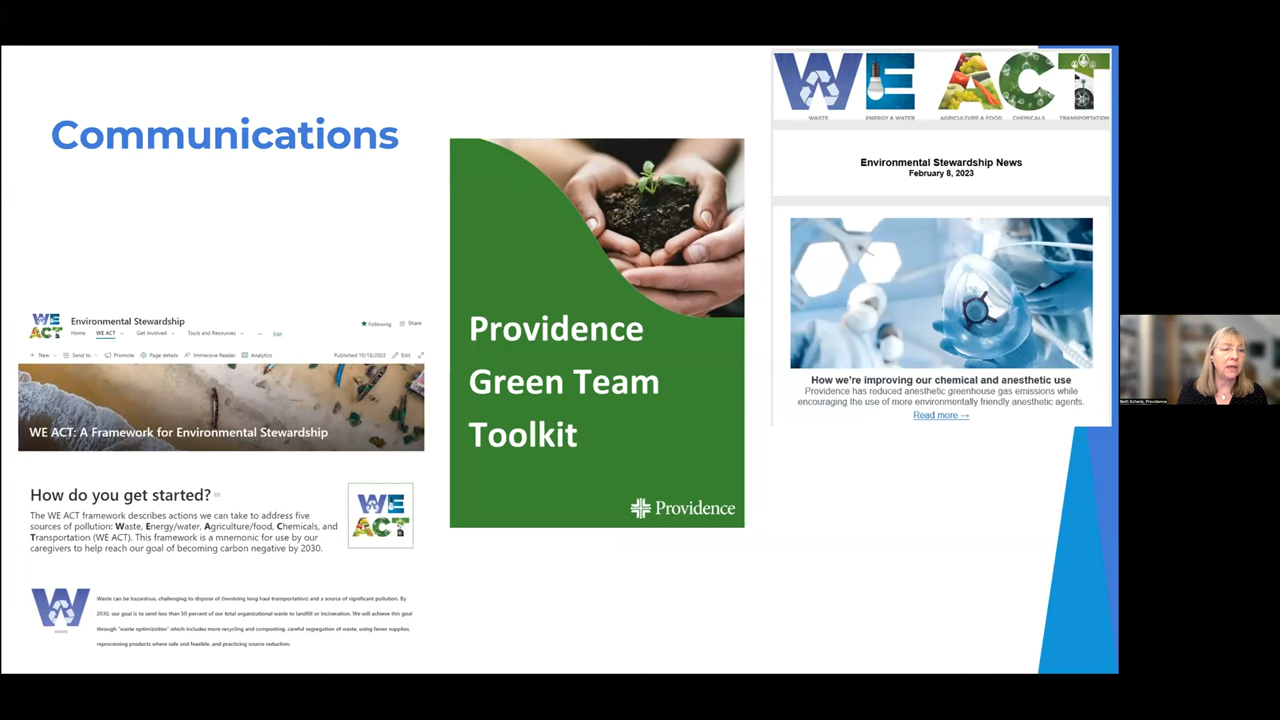 Communications
WE ACT
Environmental Stewardship
Home WE ACT Get Involved Tools and Resources ... Edit
Following Share
+ New Send to Promote Page details Immersive Reader Analytics
Published 10/18/2022 Edit
WE ACT: A Framework for Environmental Stewardship
How do you get started?
The WE ACT framework describes actions we can take to address five
sources of pollution: Waste, Energy/water, Agriculture/food, Chemicals, and
Transportation (WE ACT). This framework is a mnemonic for use by our
caregivers to help reach our goal of becoming carbon negative by 2030.
WE
ACT
W
WASTE
Waste can be hazardous, challenging to dispose of (involving long haul transportation) and a source of significant pollution. By
2030, our goal is to send less than 50 percent of our total organizational waste to landfill or incineration. We will achieve this goal
through "waste optimization" which includes more recycling and composting, careful segregation of waste, using fewer supplies,
reprocessing products where safe and feasible, and practicing source reduction.
Providence
Green Team
Toolkit
Providence
WE ACT
WASTE ENERGY & WATER AGRICULTURE & FOOD CHEMICALS TRANSPORTATION
Environmental Stewardship News
February 8, 2023
How we're improving our chemical and anesthetic use
Providence has reduced anesthetic greenhouse gas emissions while
encouraging the use of more environmentally friendly anesthetic agents.
Read more →
Beth Schenk, Providence